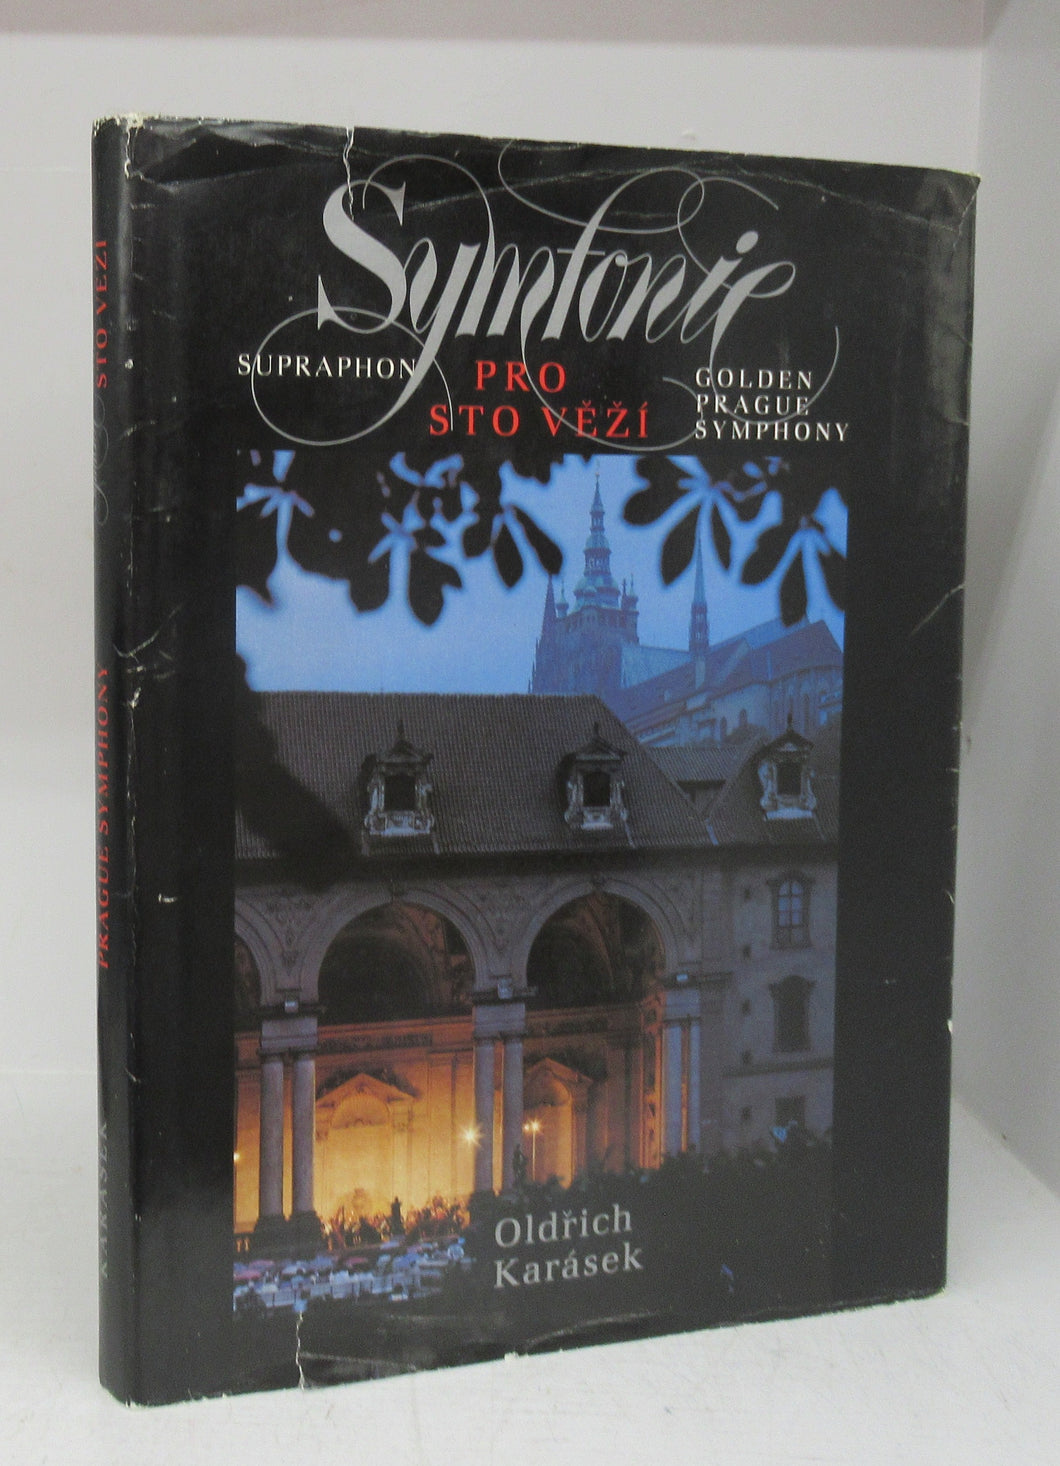 Symfonie
SUPRAPHON
PRO
STO VĚŽÍ
GOLDEN
PRAGUE
SYMPHONY
Oldřich
Karásek
STO VĚŽÍ
PRAGUE SYMPHONY
KARÁSEK